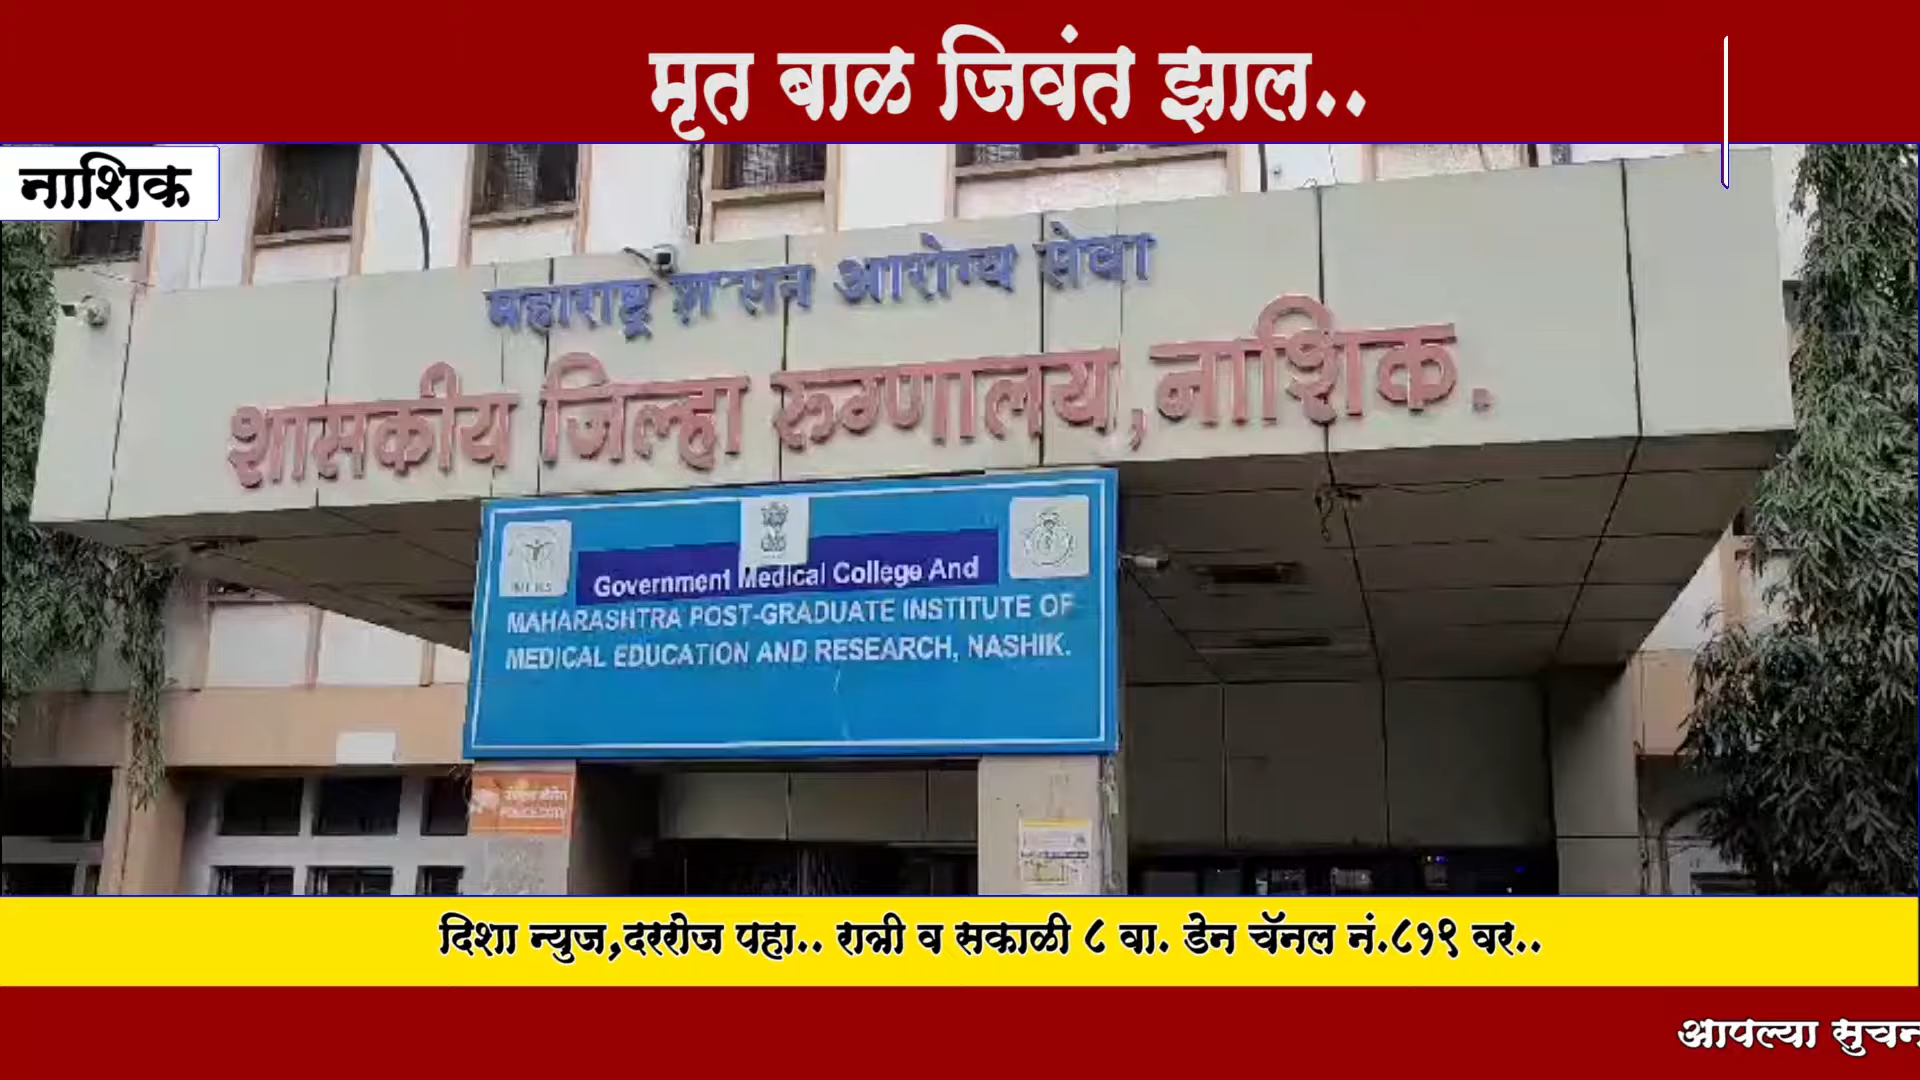 मृत बाळ जिवंत झाल..
नाशिक
महाराष्ट्र शासन आरोग्य सेवा
शासकीय जिल्हा रुग्णालय,नाशिक.
Government Medical College And
MAHARASHTRA POST-GRADUATE INSTITUTE OF
MEDICAL EDUCATION AND RESEARCH, NASHIK.
दिशा न्युज,दररोज पहा.. रात्री व सकाळी ८ वा. डेन चॅनल नं.८१९ वर..
आपल्या सुचन